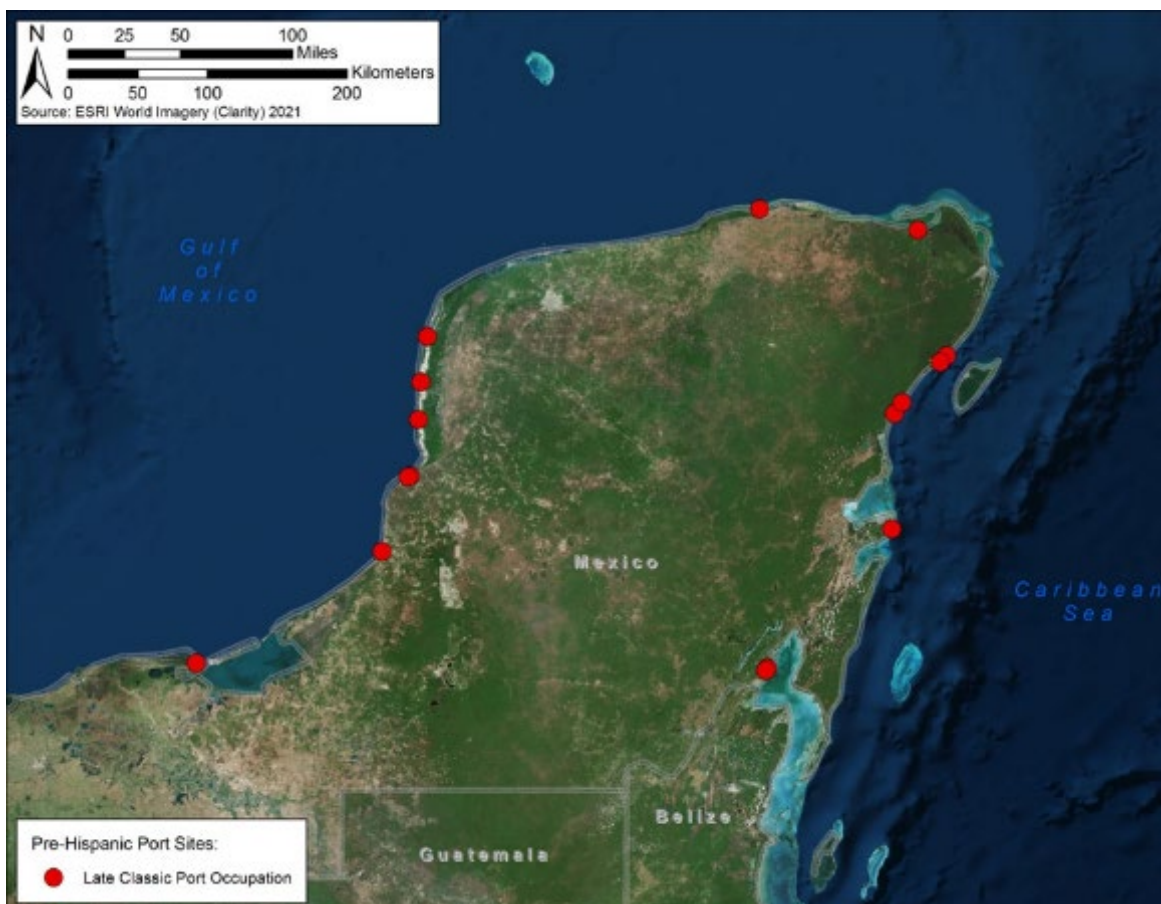 N
0 25 50 100
Miles
Kilometers
0 50 100 200
Source: ESRI World Imagery (Clarity) 2021
Gulf
of
Mexico
Mexico
Caribbean
Sea
Belize
Guatemala
Pre-Hispanic Port Sites:
Late Classic Port Occupation